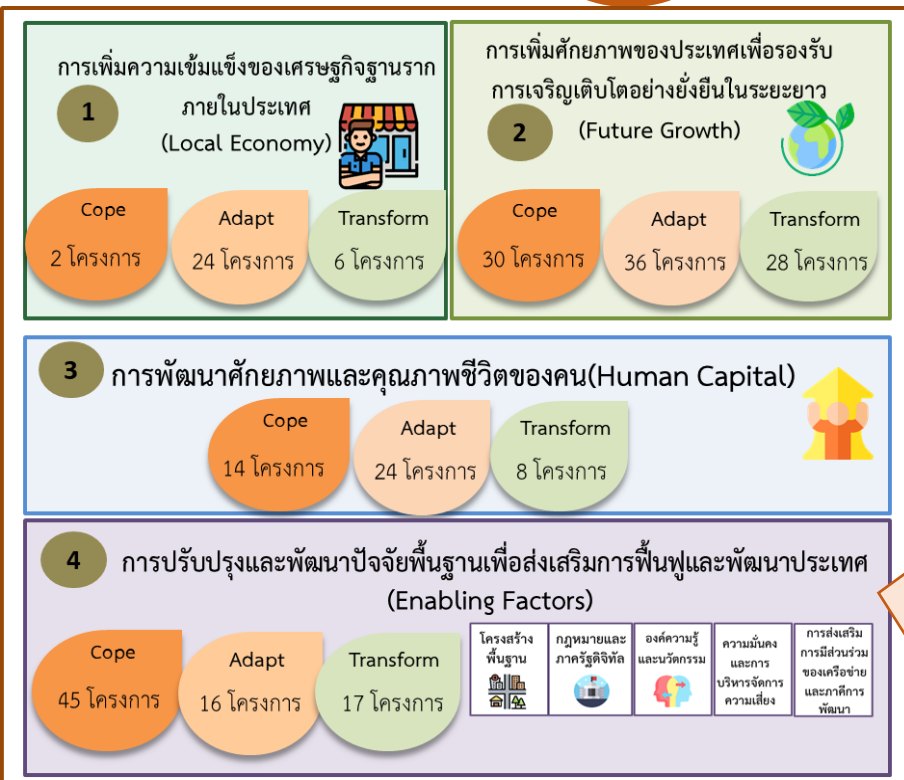 การเพิ่มความเข้มแข็งของเศรษฐกิจฐานราก
ภายในประเทศ
(Local Economy)
1
Cope
2 โครงการ
Adapt
24 โครงการ
Transform
6 โครงการ
การเพิ่มศักยภาพของประเทศเพื่อรองรับ
การเจริญเติบโตอย่างยั่งยืนในระยะยาว
(Future Growth)
2
Cope
30 โครงการ
Adapt
36 โครงการ
Transform
28 โครงการ
3
การพัฒนาศักยภาพและคุณภาพชีวิตของคน(Human Capital)
Cope
14 โครงการ
Adapt
24 โครงการ
Transform
8 โครงการ
4
การปรับปรุงและพัฒนาปัจจัยพื้นฐานเพื่อส่งเสริมการฟื้นฟูและพัฒนาประเทศ
(Enabling Factors)
Cope
45 โครงการ
Adapt
16 โครงการ
Transform
17 โครงการ
โครงสร้าง
พื้นฐาน
กฎหมายและ
ภาครัฐดิจิทัล
องค์ความรู้
และนวัตกรรม
ความมั่นคง
และการ
บริหารจัดการ
ความเสี่ยง
การส่งเสริม
การมีส่วนร่วม
ของเครือข่าย
และภาคีการ
พัฒนา